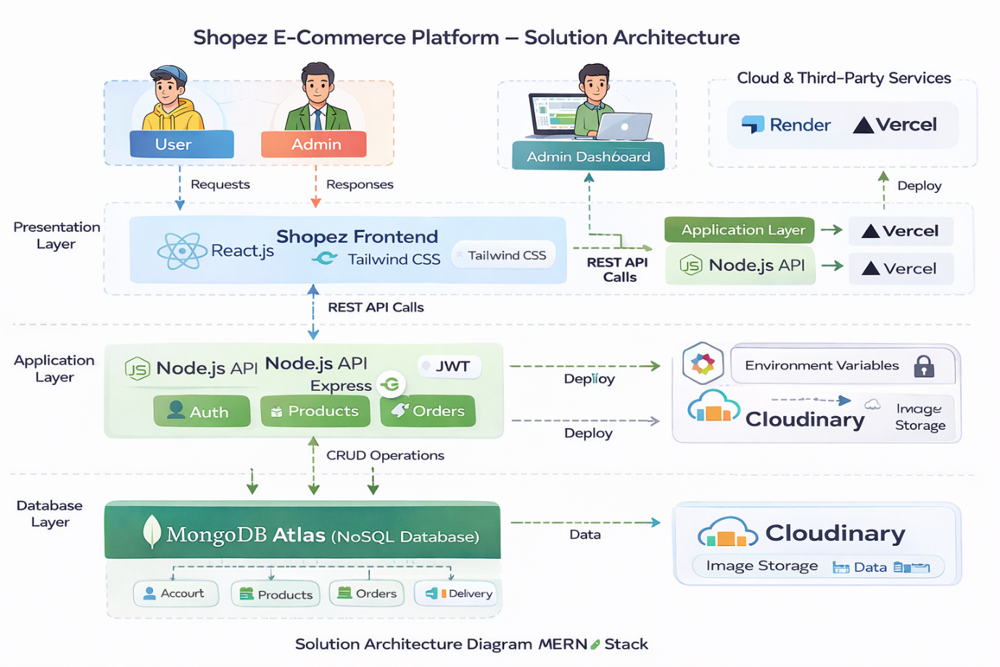 Shopez E-Commerce Platform – Solution Architecture
User
Admin
Admin Dashboard
Cloud & Third-Party Services
Render
Vercel
Requests
Responses
Deploy
Presentation
Layer
React.js
Shopez Frontend
Tailwind CSS
Tailwind CSS
REST API
Calls
Application Layer
Vercel
JS Node.js API
Vercel
REST API Calls
Application
Layer
JS Node.js API
Node.js API
Express
JWT
Auth
Products
Orders
Deploy
Deploy
Environment Variables
Cloudinary
Image
Storage
CRUD Operations
Database
Layer
MongoDB Atlas (NoSQL Database)
Data
Cloudinary
Image Storage
Data
Accourt
Products
Orders
Delivery
Solution Architecture Diagram MERN Stack